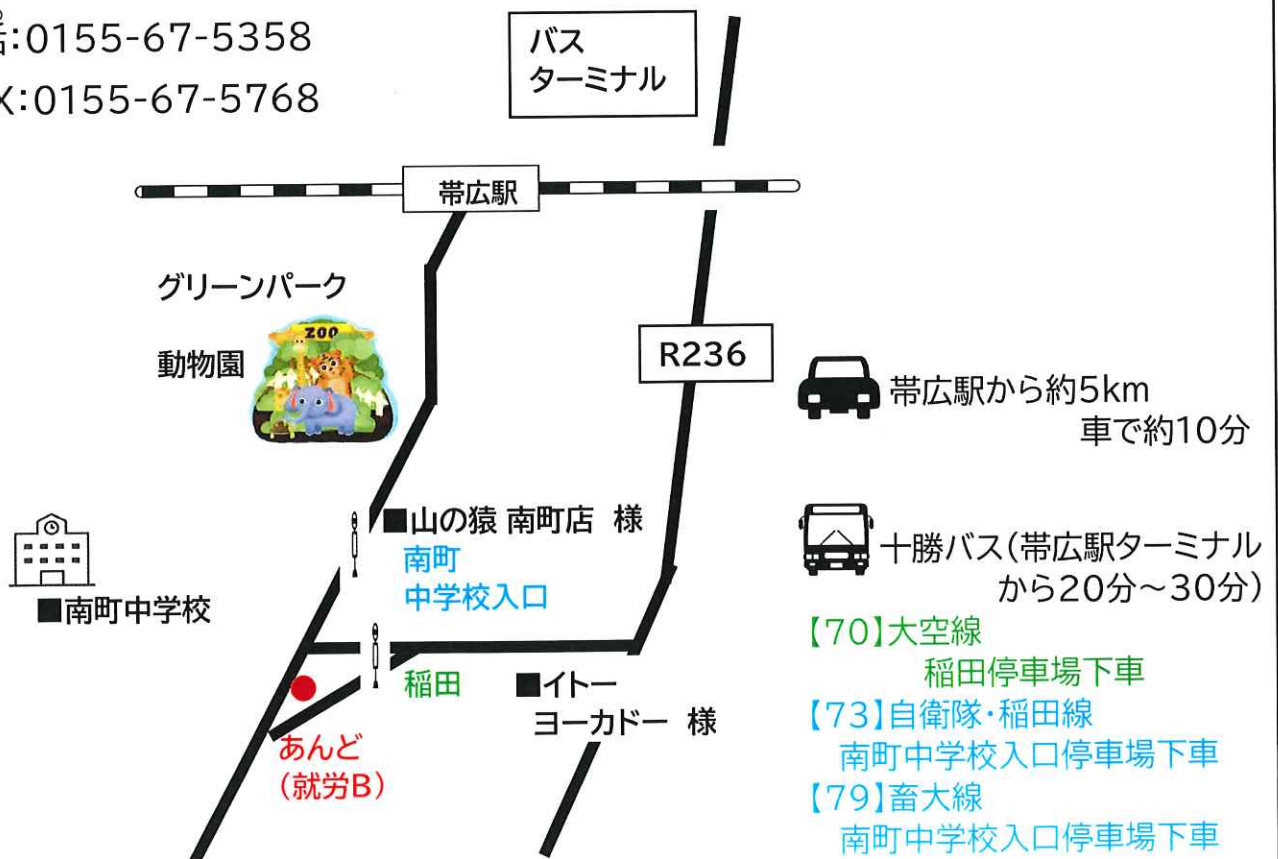 話:0155-67-5358
X:0155-67-5768
バス
ターミナル
帯広駅
グリーンパーク
動物園
ZOO
R236
帯広駅から約5km
車で約10分
■山の猿 南町店 様
南町
中学校入口
■南町中学校
十勝バス(帯広駅ターミナル
から20分～30分)
稲田
■イトー
ヨーカドー 様
あんど
(就労B)
【70】大空線
稲田停車場下車
【73】自衛隊・稲田線
南町中学校入口停車場下車
【79】畜大線
南町中学校入口停車場下車